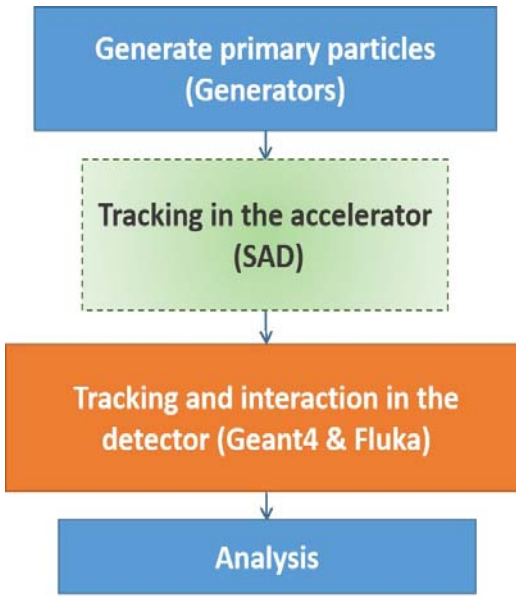 Generate primary particles
(Generators)
Tracking in the accelerator
(SAD)
Tracking and interaction in the
detector (Geant4 & Fluka)
Analysis